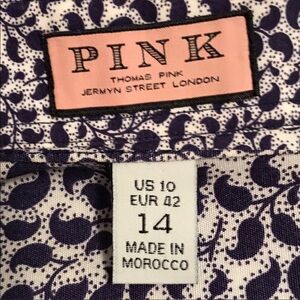 PINK
THOMAS PINK
JERMYN STREET LONDON
US 10
EUR 42
14
MADE IN
MOROCCO